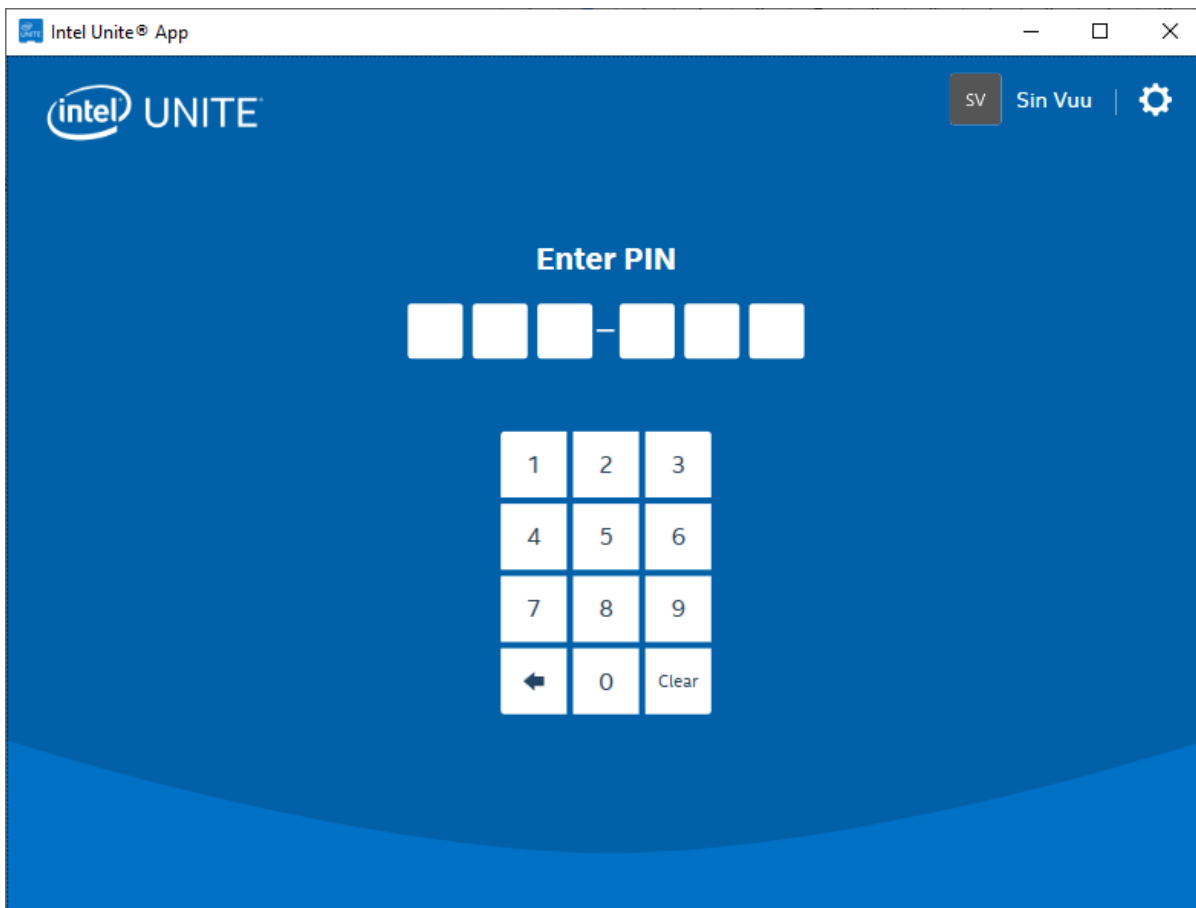 UNITE Intel Unite® App
intel UNITE
SV Sin Vuu
Enter PIN
–
1 2 3
4 5 6
7 8 9
0 Clear